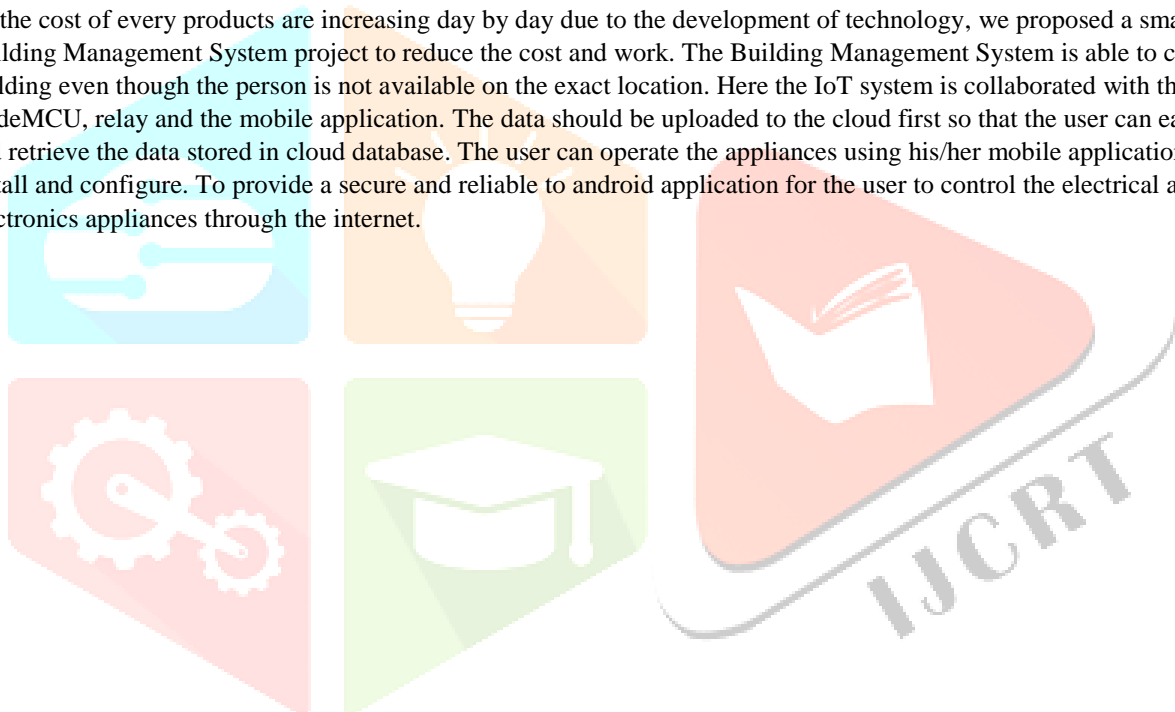 the cost of every products are increasing day by day due to the development of technology, we proposed a sma
ilding Management System project to reduce the cost and work. The Building Management System is able to c
lding even though the person is not available on the exact location. Here the IoT system is collaborated with th
deMCU, relay and the mobile application. The data should be uploaded to the cloud first so that the user can ea
retrieve the data stored in cloud database. The user can operate the appliances using his/her mobile application
tall and configure. To provide a secure and reliable to android application for the user to control the electrical a
ctronics appliances through the internet.
IJCRT